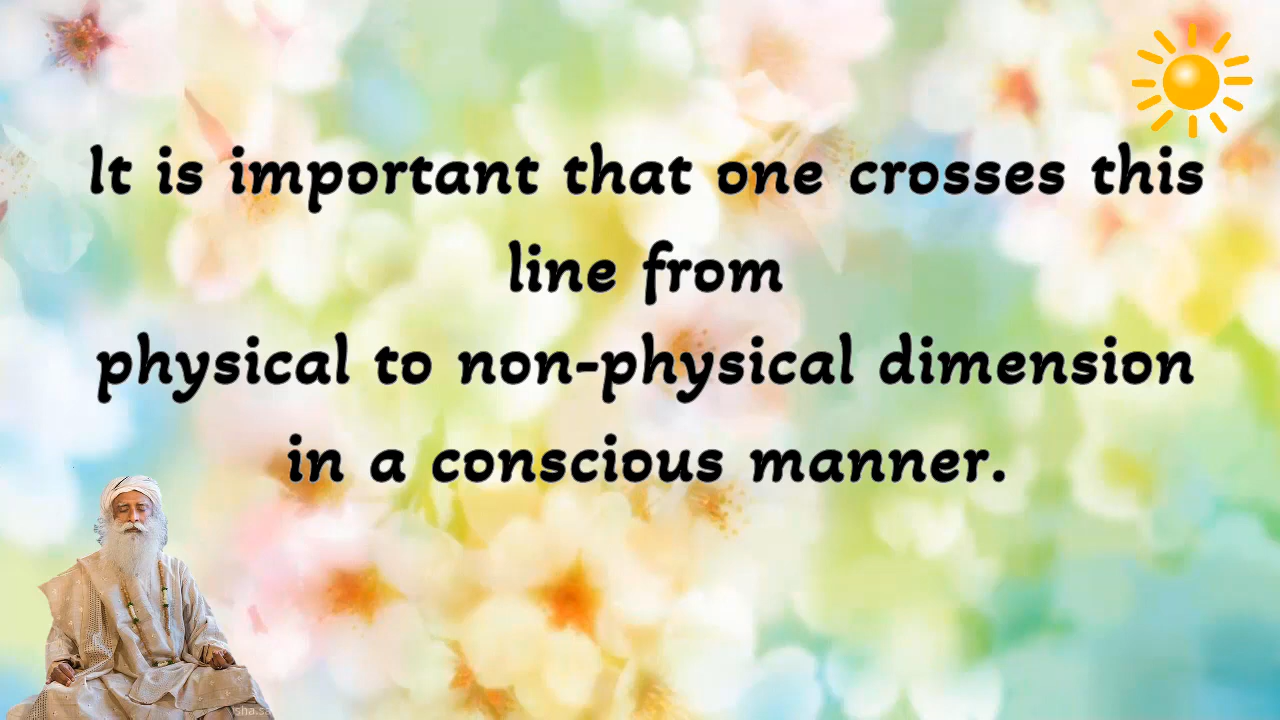 It is important that one crosses this
line from
physical to non-physical dimension
in a conscious manner.